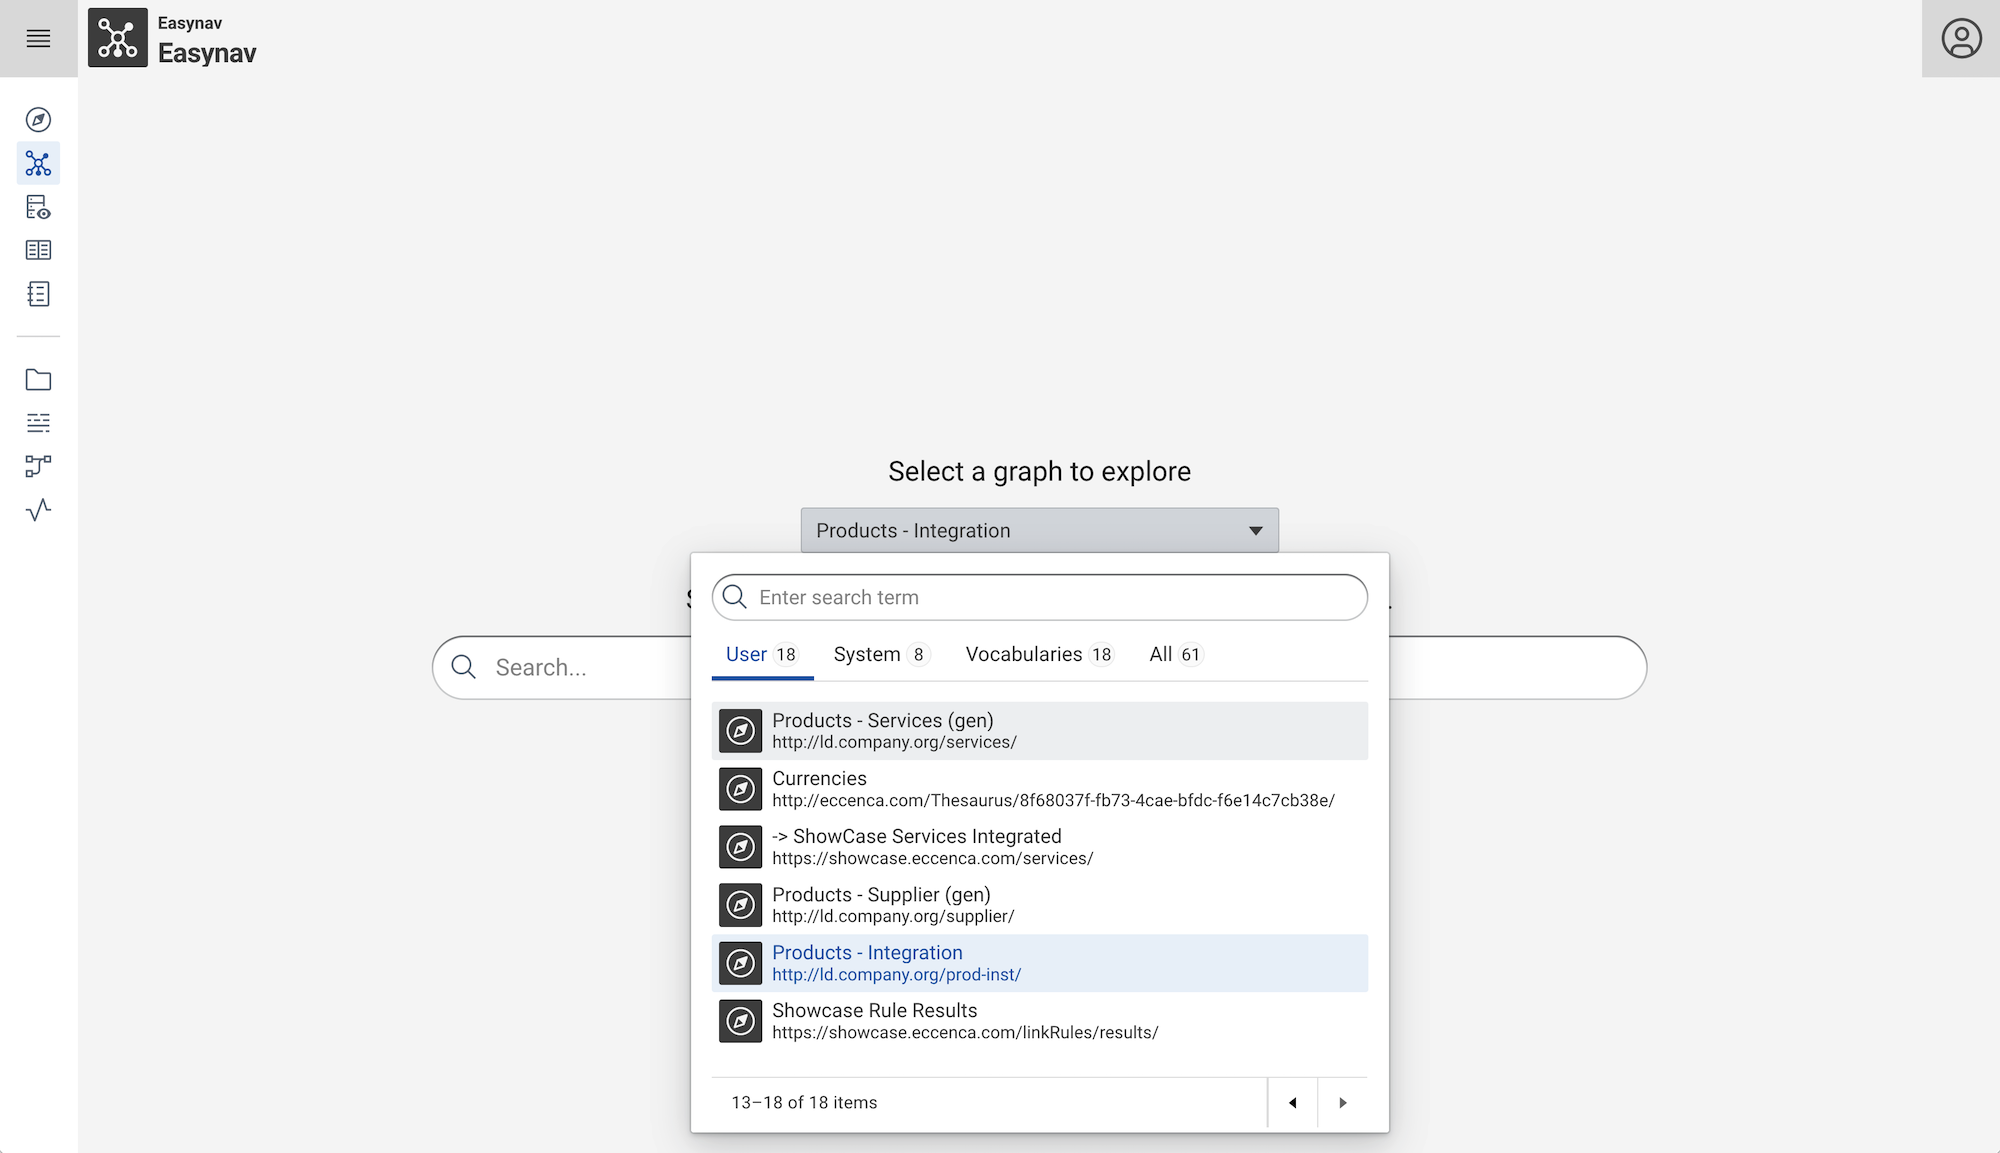 Easynav
Easynav
Select a graph to explore
Products - Integration
Enter search term
User 18 System 8 Vocabularies 18 All 61
Search...
Products - Services (gen)
http://ld.company.org/services/
Currencies
http://eccenca.com/Thesaurus/8f68037f-fb73-4cae-bfdc-f6e14c7cb38e/
-> ShowCase Services Integrated
https://showcase.eccenca.com/services/
Products - Supplier (gen)
http://ld.company.org/supplier/
Products - Integration
http://ld.company.org/prod-inst/
Showcase Rule Results
https://showcase.eccenca.com/linkRules/results/
13–18 of 18 items